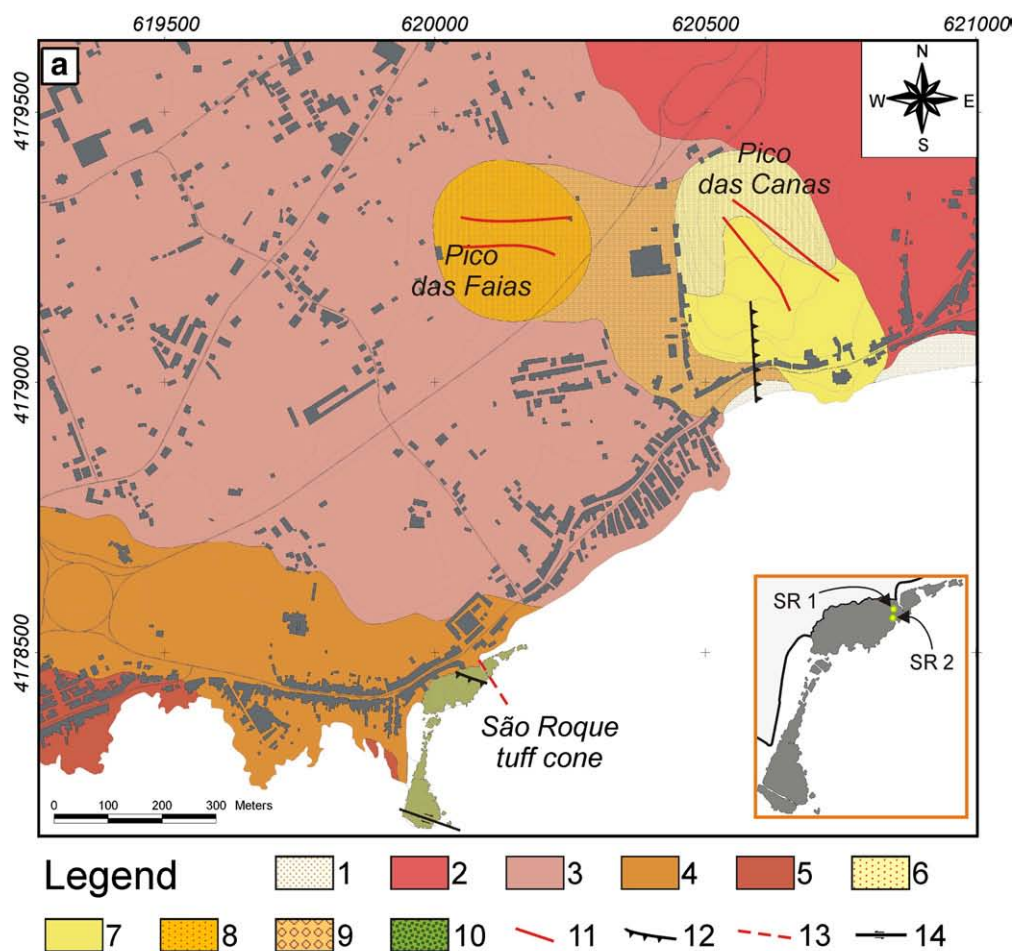 619500 620000 620500 621000
a
N
W E
S
4179500
4179000
4178500
Pico
das Canas
Pico
das Faias
São Roque
tuff cone
SR 1
SR 2
0 100 200 300 Meters
Legend
1 2 3 4 5 6
7 8 9 10 11 12 13 14